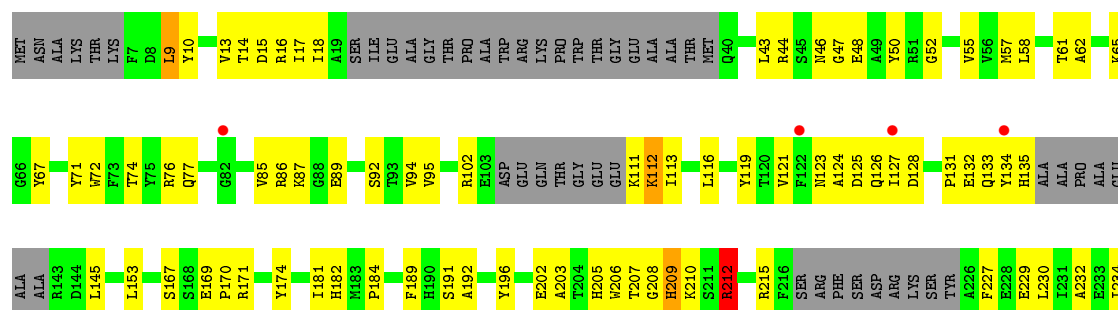 MET ASN ALA LYS THR LYS F7 D8 L9 Y10 V13 T14 D15 R16 I17 I18 A19 SER ILE GLU ALA GLY THR PRO ALA TRP ARG LYS PRO TRP THR GLY GLU ALA ALA THR MET Q40 L43 R44 S45 N46 G47 E48 A49 Y50 R51 G52 V55 V56 M57 L58 T61 A62 K65
G66 Y67 Y71 W72 F73 T74 Y75 R76 Q77 G82 V85 R86 K87 G88 E89 S92 T93 V94 V95 R102 E103 ASP GLU GLN THR GLY GLU GLU K111 K112 I113 L116 Y119 T120 V121 F122 N123 A124 D125 Q126 I127 D128 P131 E132 Q133 Y134 H135 ALA ALA PRO ALA GLU
ALA ALA R143 D144 L145 L153 S167 S168 E169 P170 R171 Y174 I181 H182 M183 P184 F189 H190 S191 A192 Y196 E202 A203 T204 H205 W206 T207 G208 H209 K210 S211 R212 R215 F216 SER ARG PHE SER ASP ARG LYS SER TYR A226 F227 E228 E229 L230 I231 A232 E233 I234